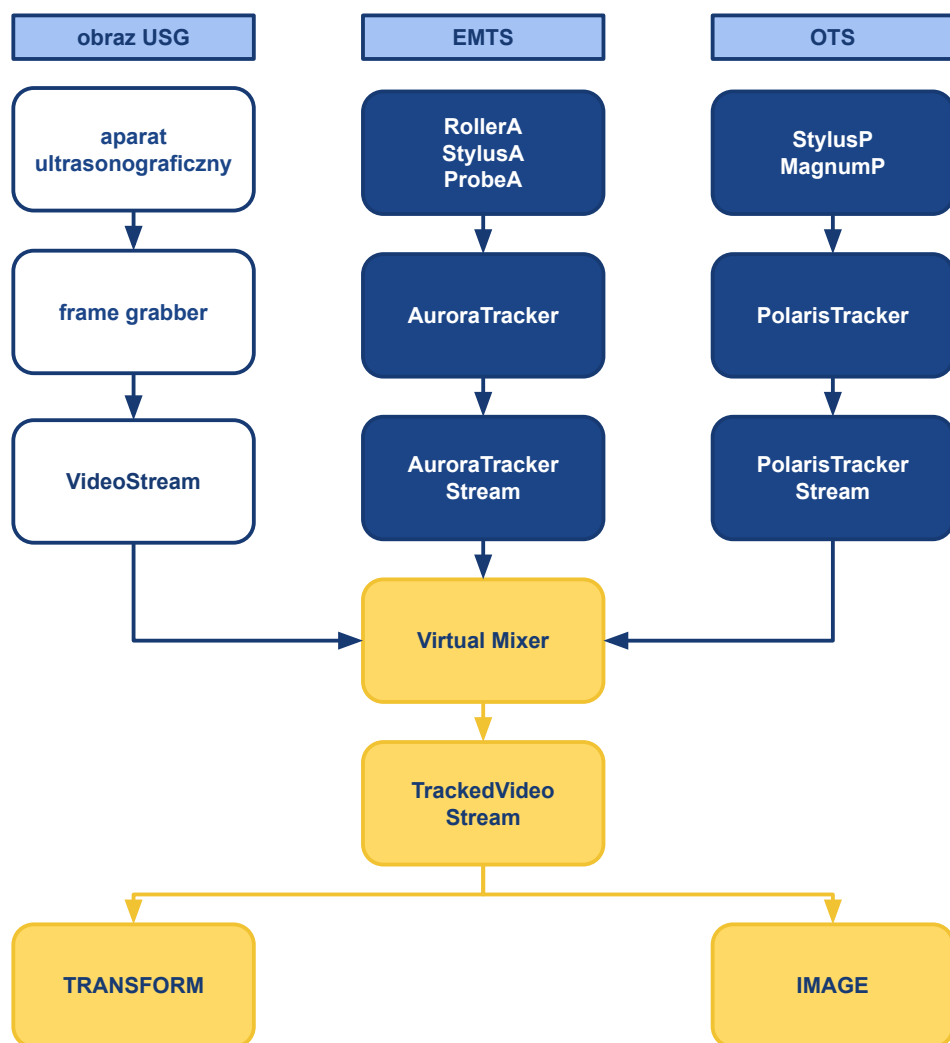 obraz USG
EMTS
OTS
aparat
ultrasonograficzny
RollerA
StylusA
ProbeA
StylusP
MagnumP
frame grabber
AuroraTracker
PolarisTracker
VideoStream
AuroraTracker
Stream
PolarisTracker
Stream
Virtual Mixer
TrackedVideo
Stream
TRANSFORM
IMAGE